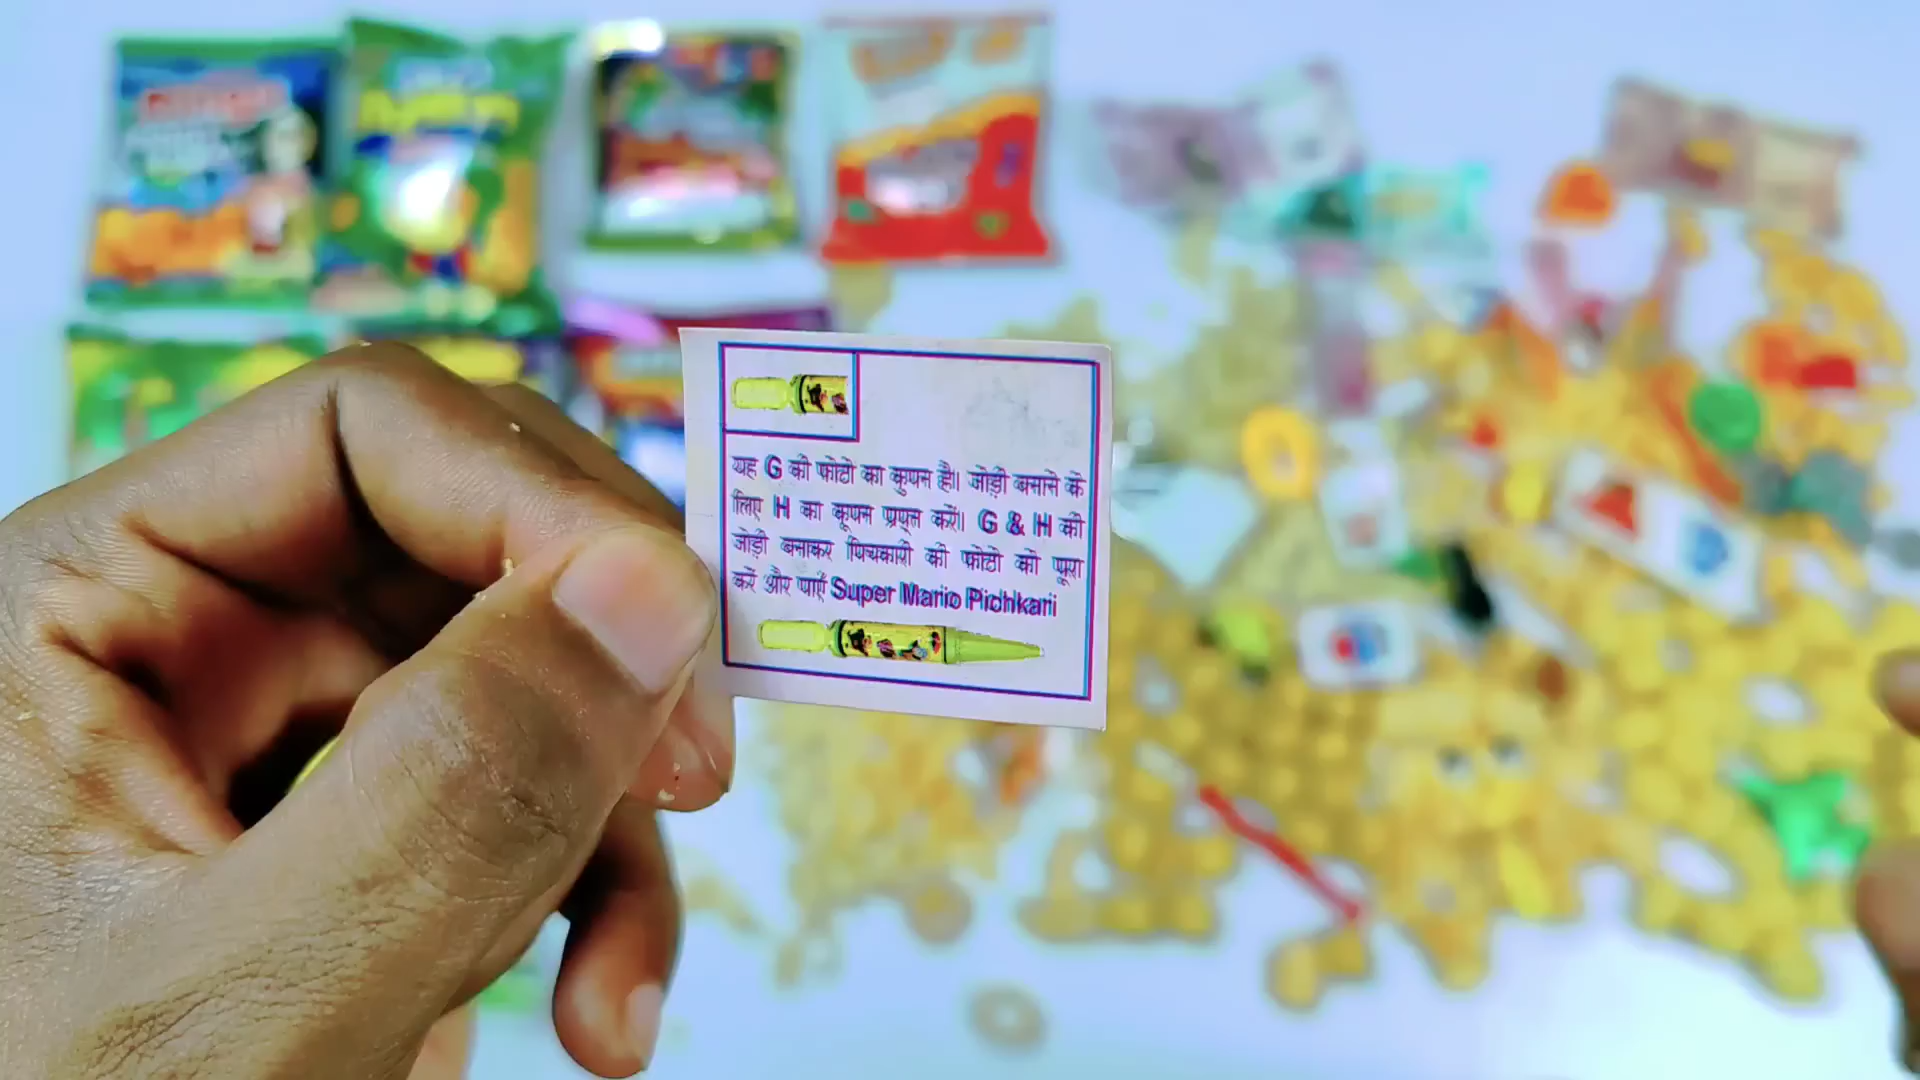 यह G की फोटो का कुपन है। जोड़ी बनाने के
लिए H का कूपन प्राप्त करें। G & H की
जोड़ी बनाकर पिचकारी की फोटो को पूरा
करें और पाएँ Super Mario Pichkari